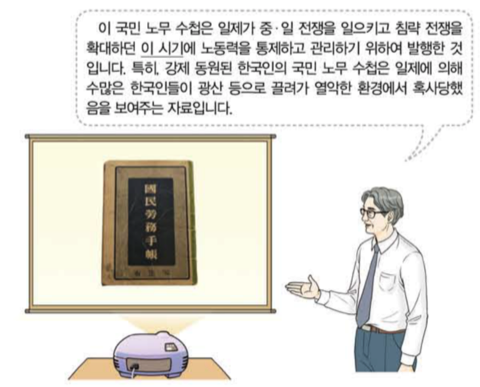 이 국민 노무 수첩은 일제가 중·일 전쟁을 일으키고 침략 전쟁을
확대하던 이 시기에 노동력을 통제하고 관리하기 위하여 발행한 것
입니다. 특히, 강제 동원된 한국인의 국민 노무 수첩은 일제에 의해
수많은 한국인들이 광산 등으로 끌려가 열악한 환경에서 혹사당했
음을 보여주는 자료입니다.
國民勞務手帳